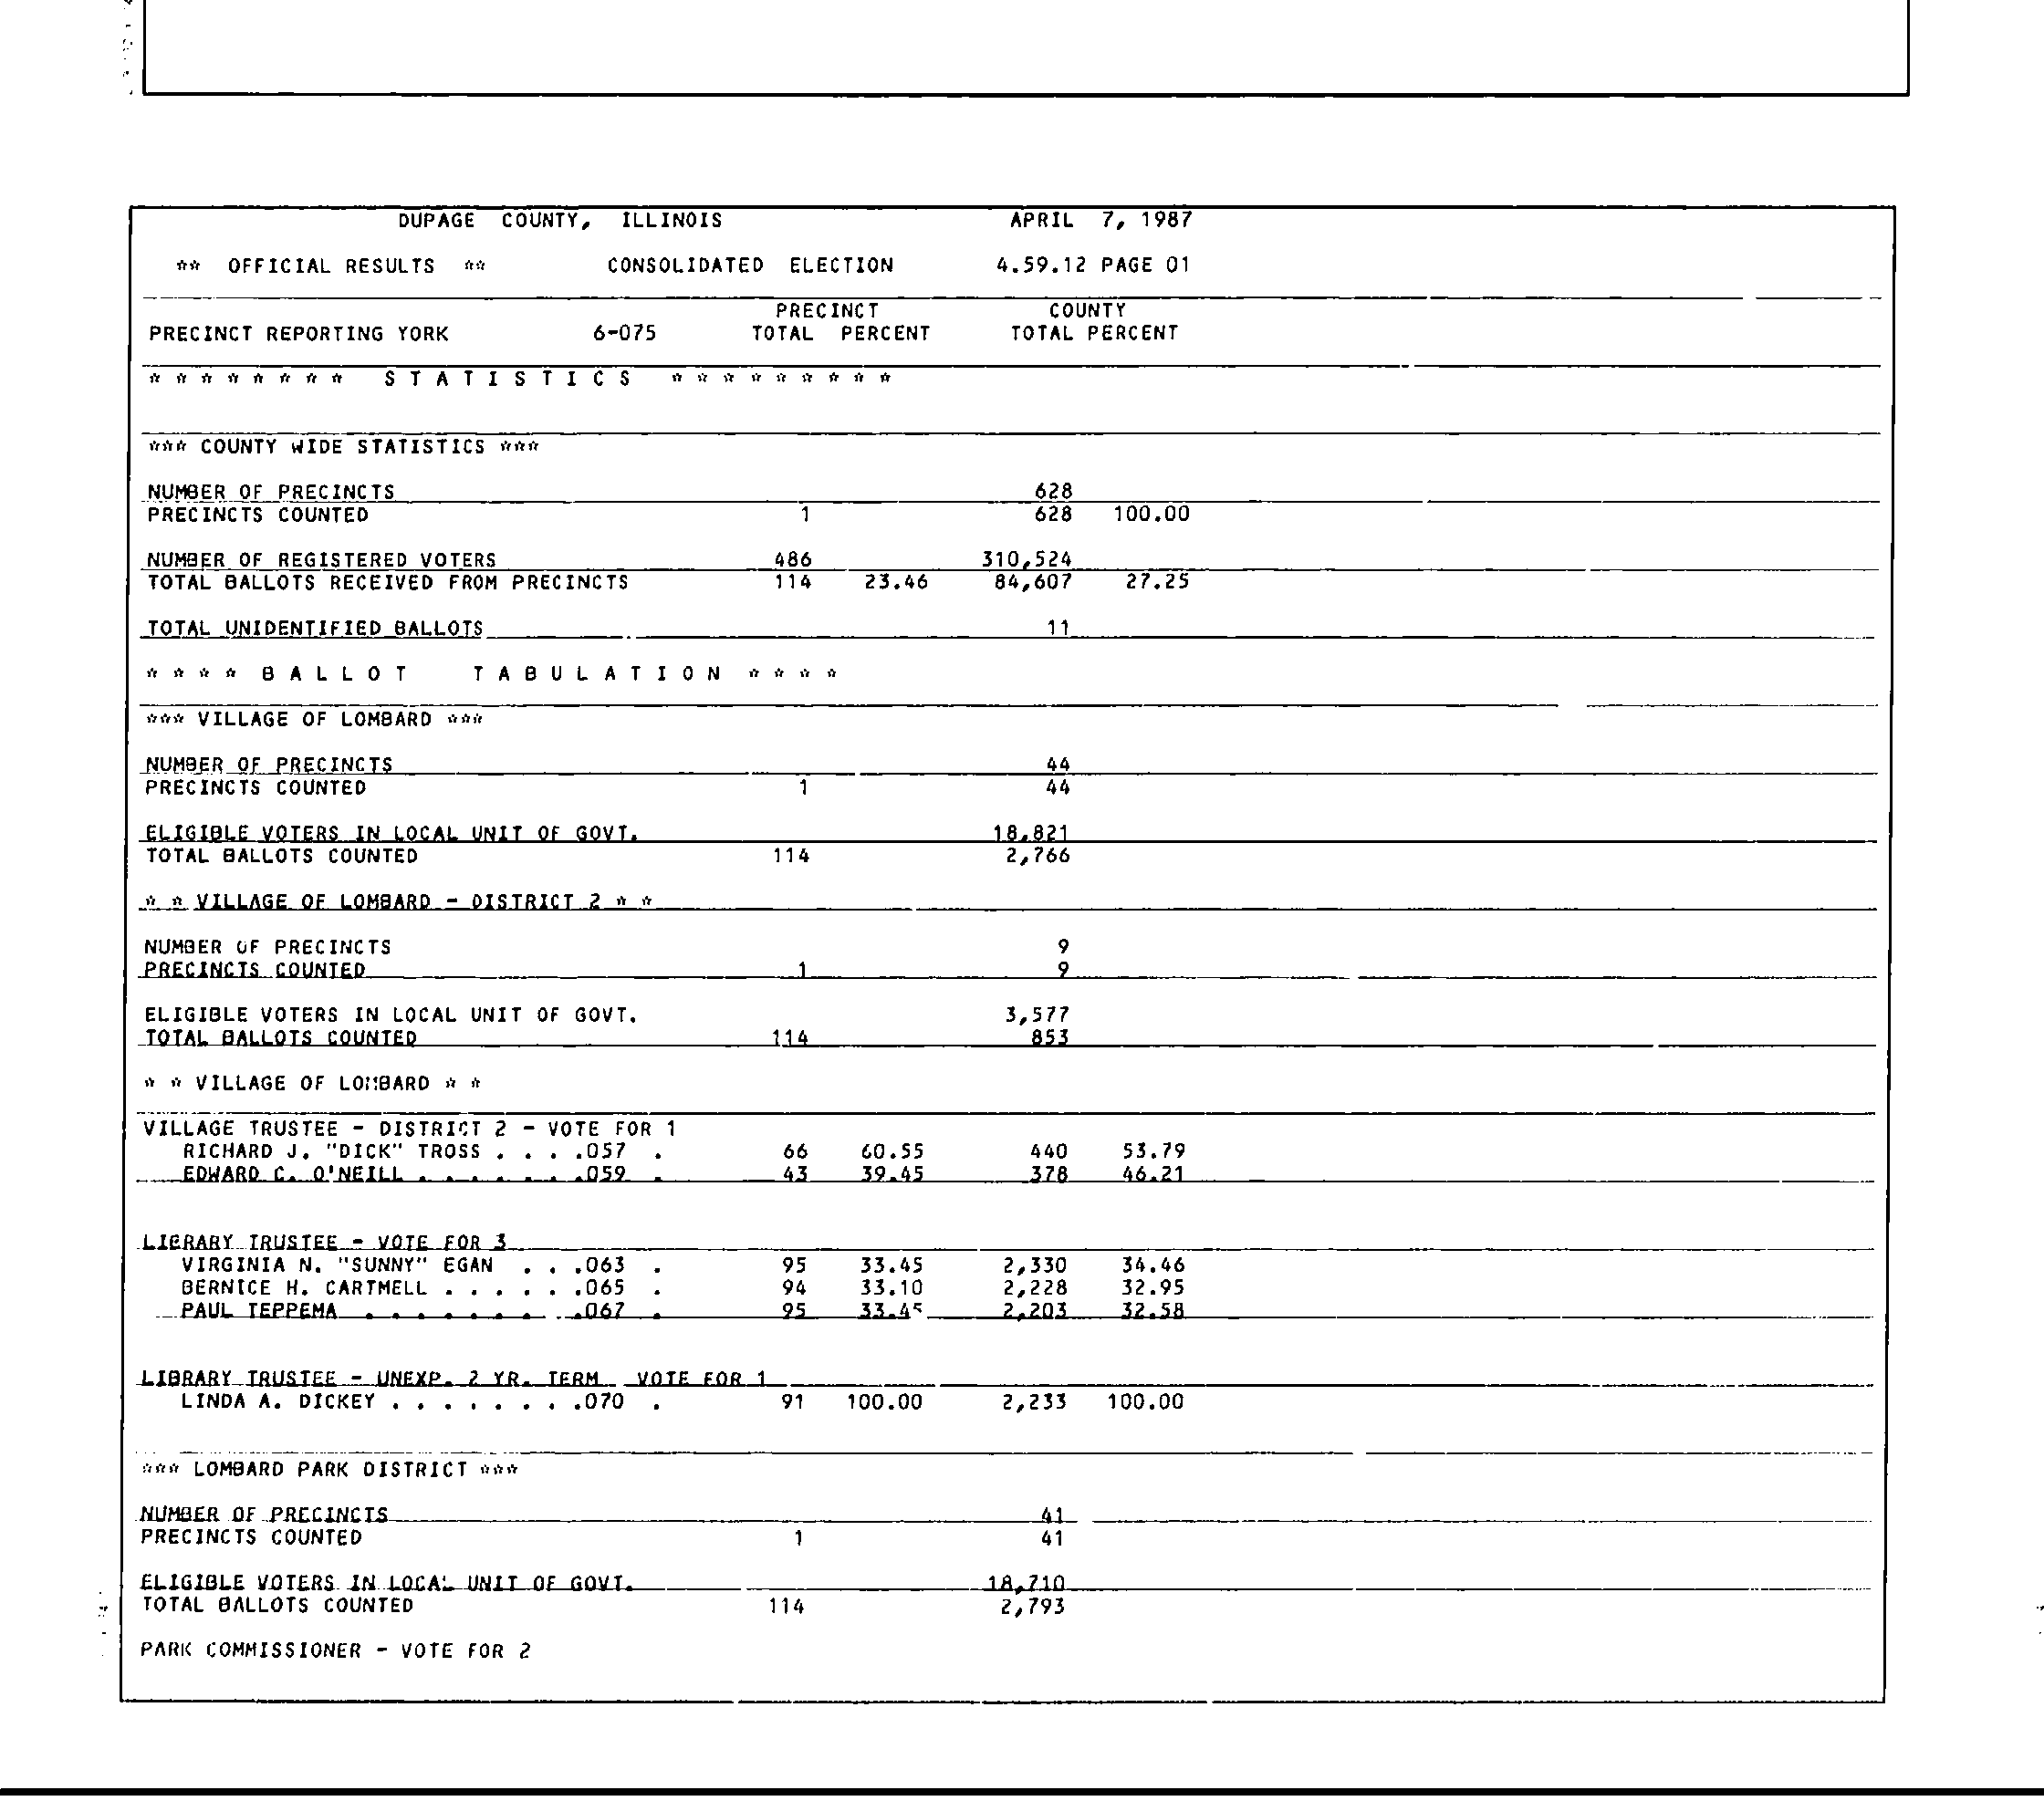 DUPAGE COUNTY, ILLINOIS APRIL 7, 1987
** OFFICIAL RESULTS ** CONSOLIDATED ELECTION 4.59.12 PAGE 01
PRECINCT COUNTY
PRECINCT REPORTING YORK 6-075 TOTAL PERCENT TOTAL PERCENT
* * * * * * * * S T A T I S T I C S * * * * * * * * *
*** COUNTY WIDE STATISTICS ***
NUMBER OF PRECINCTS 628
PRECINCTS COUNTED 1 628 100.00
NUMBER OF REGISTERED VOTERS 486 310,524
TOTAL BALLOTS RECEIVED FROM PRECINCTS 114 23.46 84,607 27.25
TOTAL UNIDENTIFIED BALLOTS 11
* * * * B A L L O T T A B U L A T I O N * * * *
*** VILLAGE OF LOMBARD ***
NUMBER OF PRECINCTS 44
PRECINCTS COUNTED 1 44
ELIGIBLE VOTERS IN LOCAL UNIT OF GOVT. 18,821
TOTAL BALLOTS COUNTED 114 2,766
* * VILLAGE OF LOMBARD - DISTRICT 2 * *
NUMBER OF PRECINCTS 9
PRECINCTS COUNTED 1 9
ELIGIBLE VOTERS IN LOCAL UNIT OF GOVT. 3,577
TOTAL BALLOTS COUNTED 114 853
* * VILLAGE OF LOMBARD * *
VILLAGE TRUSTEE - DISTRICT 2 - VOTE FOR 1
RICHARD J. "DICK" TROSS . . . .057 . 66 60.55 440 53.79
EDWARD C. O'NEILL . . . . . . .059 . 43 39.45 378 46.21
LIBRARY TRUSTEE - VOTE FOR 3
VIRGINIA N. "SUNNY" EGAN . . .063 . 95 33.45 2,330 34.46
BERNICE H. CARTMELL . . . . . .065 . 94 33.10 2,228 32.95
PAUL TEPPEMA . . . . . . . .067 . 95 33.45 2,203 32.58
LIBRARY TRUSTEE - UNEXP. 2 YR. TERM VOTE FOR 1
LINDA A. DICKEY . . . . . . . .070 . 91 100.00 2,233 100.00
*** LOMBARD PARK DISTRICT ***
NUMBER OF PRECINCTS 41
PRECINCTS COUNTED 1 41
ELIGIBLE VOTERS IN LOCAL UNIT OF GOVT. 18,710
TOTAL BALLOTS COUNTED 114 2,793
PARK COMMISSIONER - VOTE FOR 2